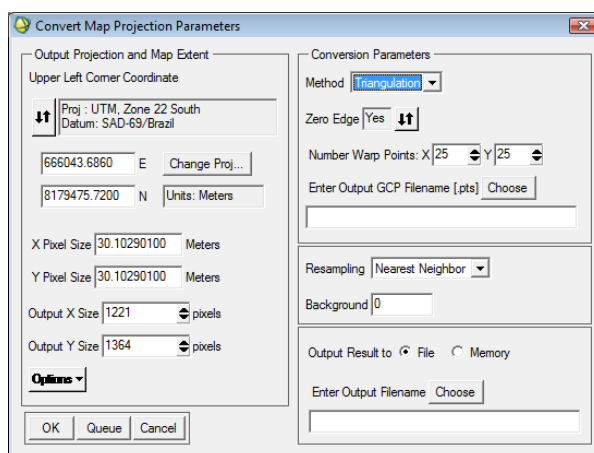 Convert Map Projection Parameters
Output Projection and Map Extent
Upper Left Corner Coordinate
Proj : UTM, Zone 22 South
Datum: SAD-69/Brazil
666043.6860 E Change Proj...
8179475.7200 N Units: Meters
X Pixel Size 30.10290100 Meters
Y Pixel Size 30.10290100 Meters
Output X Size 1221 pixels
Output Y Size 1364 pixels
Options
OK Queue Cancel
Conversion Parameters
Method Triangulation
Zero Edge Yes
Number Warp Points: X 25 Y 25
Enter Output GCP Filename [.pts] Choose
Resampling Nearest Neighbor
Background 0
Output Result to File Memory
Enter Output Filename Choose